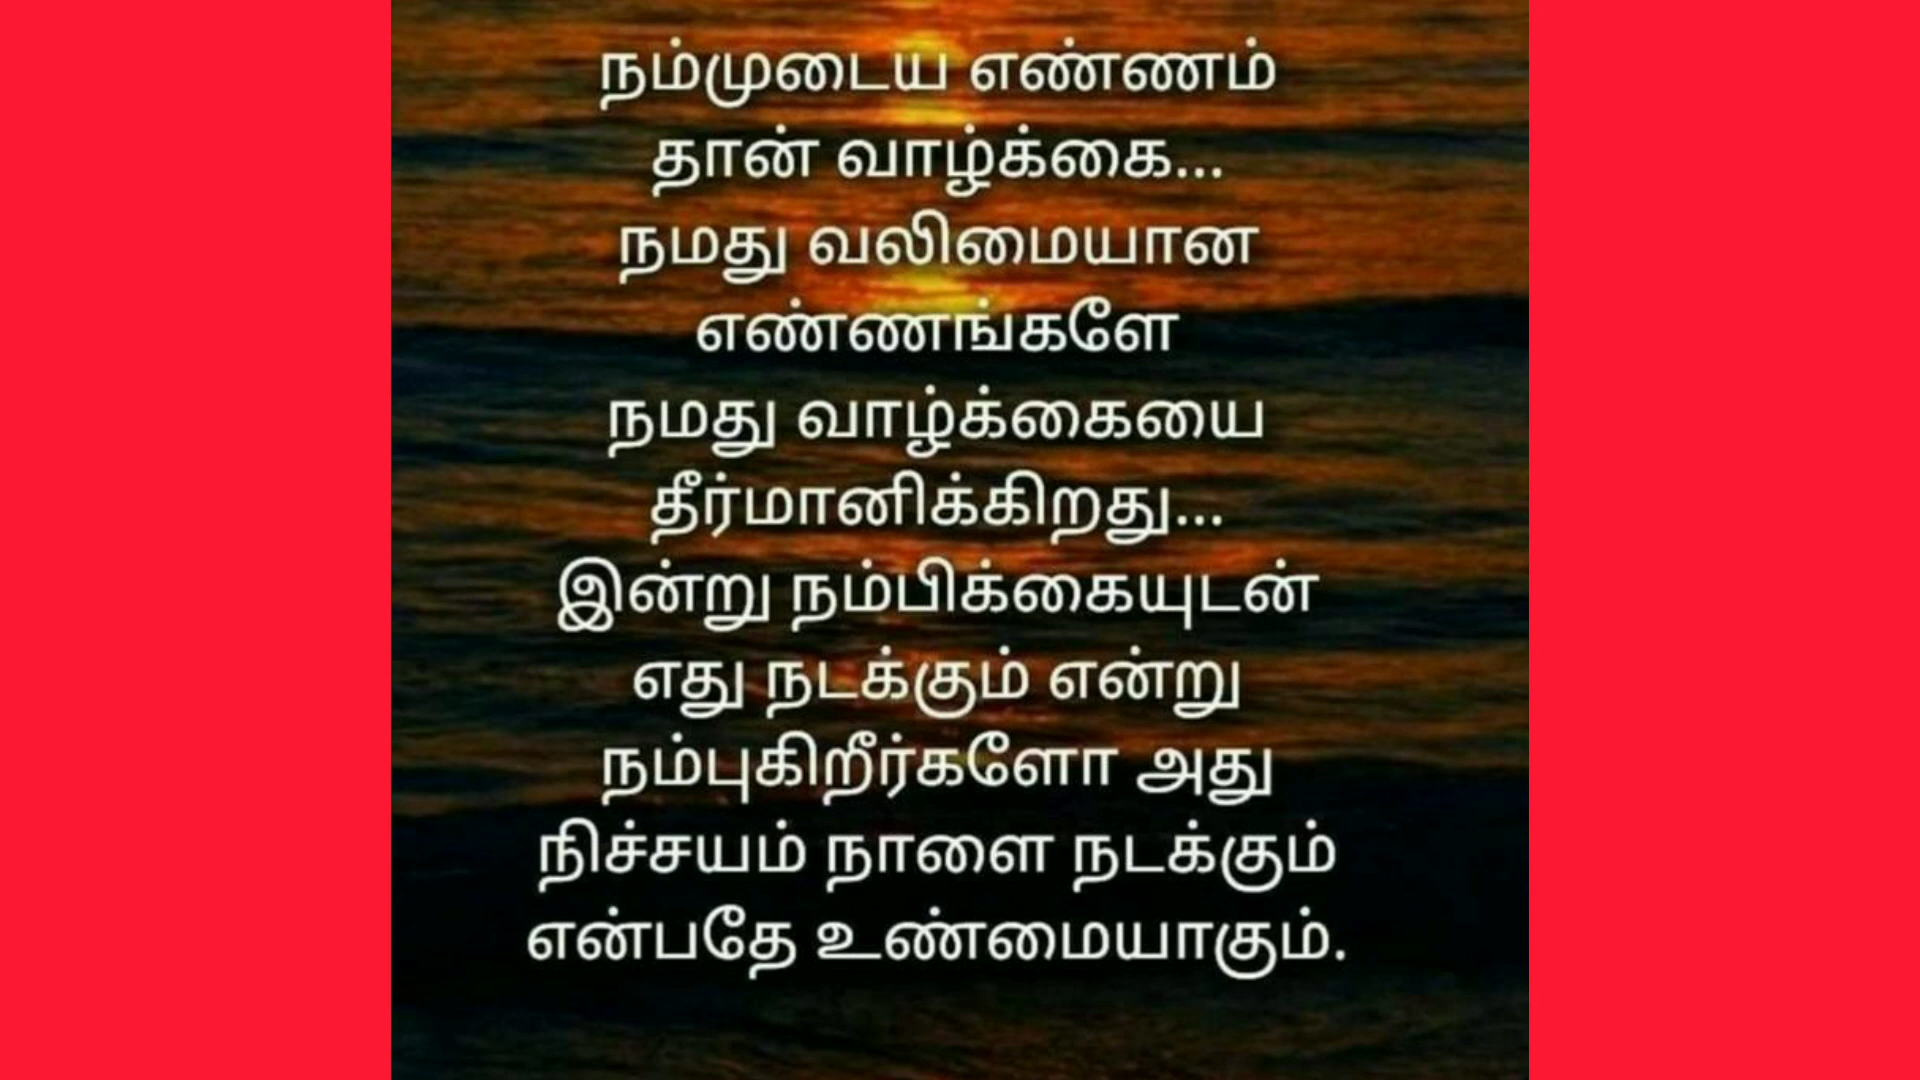 நம்முடைய எண்ணம்
தான் வாழ்க்கை...
நமது வலிமையான
எண்ணங்களே
நமது வாழ்க்கையை
தீர்மானிக்கிறது...
இன்று நம்பிக்கையுடன்
எது நடக்கும் என்று
நம்புகிறீர்களோ அது
நிச்சயம் நாளை நடக்கும்
என்பதே உண்மையாகும்.